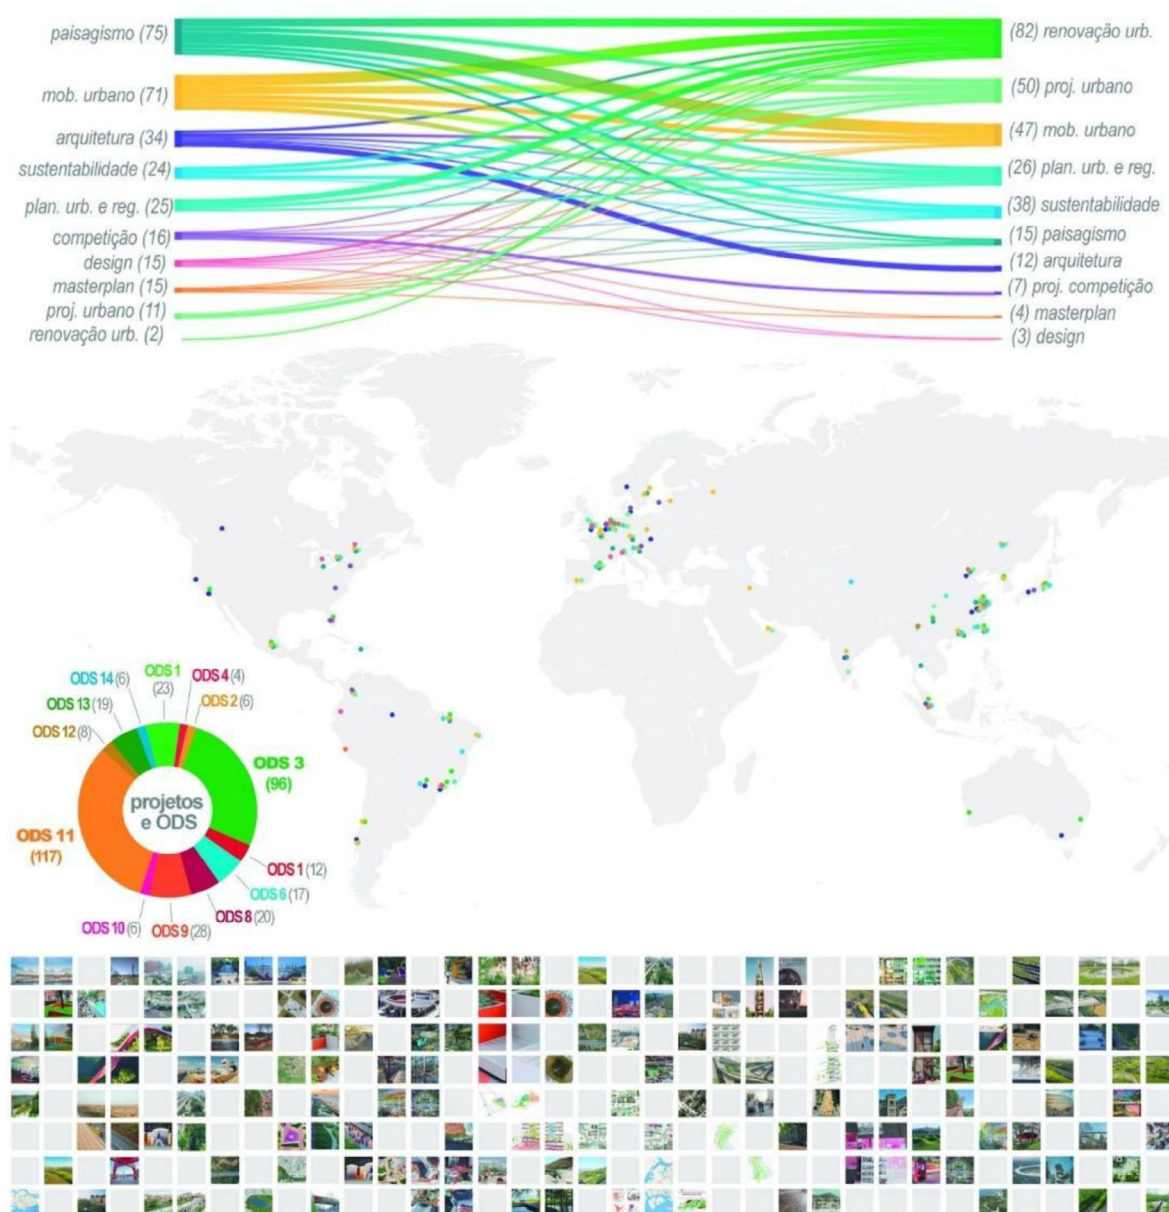 paisagismo (75)
mob. urbano (71)
arquitetura (34)
sustentabilidade (24)
plan. urb. e reg. (25)
competição (16)
design (15)
masterplan (15)
proj. urbano (11)
renovação urb. (2)
(82) renovação urb.
(50) proj. urbano
(47) mob. urbano
(26) plan. urb. e reg.
(38) sustentabilidade
(15) paisagismo
(12) arquitetura
(7) proj. competição
(4) masterplan
(3) design
ODS 14 (6)
ODS 1
(23)
ODS 4 (4)
ODS 13 (19)
ODS 2 (6)
ODS 12 (8)
ODS 3
(96)
projetos
e ODS
ODS 11
(117)
ODS 1 (12)
ODS 6 (17)
ODS 8 (20)
ODS 10 (6)
ODS 9 (28)